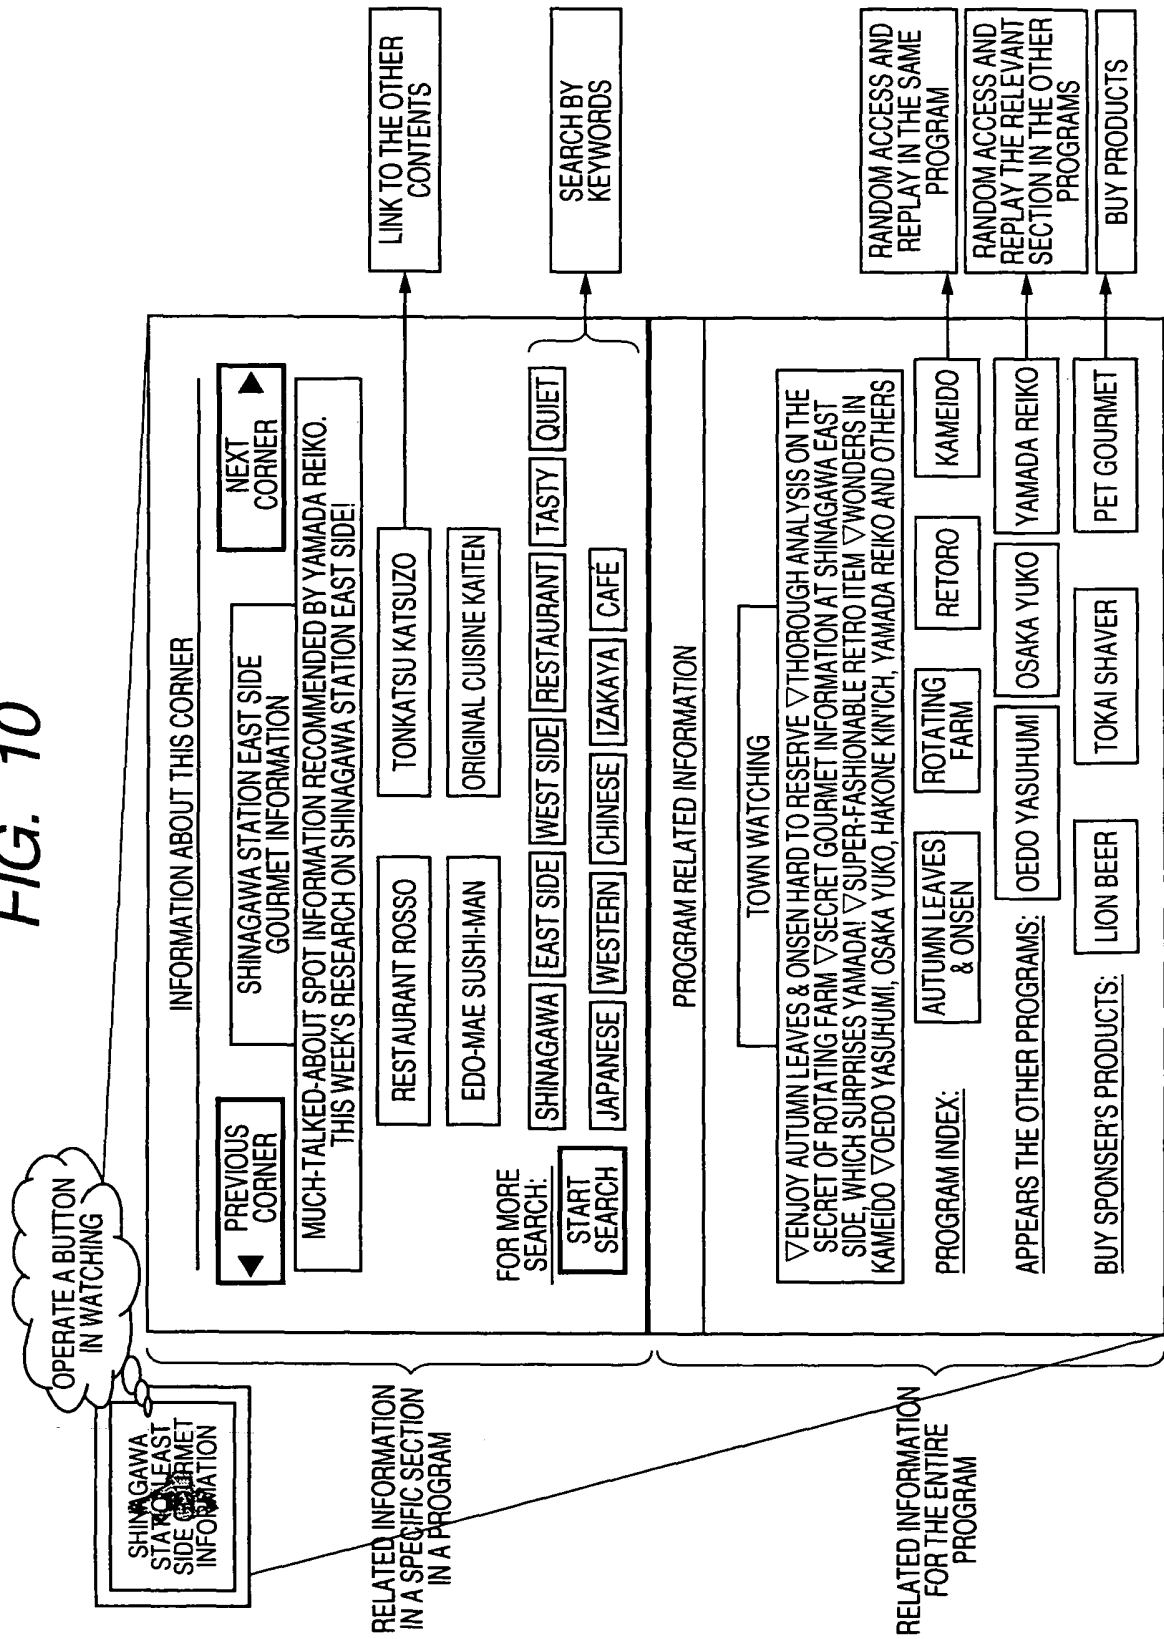 FIG. 10
OPERATE A BUTTON
IN WATCHING
SHINAGAWA
STATION EAST
SIDE GOURMET
INFORMATION
RELATED INFORMATION
IN A SPECIFIC SECTION
IN A PROGRAM
INFORMATION ABOUT THIS CORNER
◀ PREVIOUS
CORNER
SHINAGAWA STATION EAST SIDE
GOURMET INFORMATION
NEXT ▶
CORNER
MUCH-TALKED-ABOUT SPOT INFORMATION RECOMMENDED BY YAMADA REIKO.
THIS WEEK'S RESEARCH ON SHINAGAWA STATION EAST SIDE!
RESTAURANT ROSSO
TONKATSU KATSUZO
LINK TO THE OTHER
CONTENTS
EDO-MAE SUSHI-MAN
ORIGINAL CUISINE KAITEN
FOR MORE
SEARCH:
START
SEARCH
SHINAGAWA EAST SIDE WEST SIDE RESTAURANT TASTY QUIET
JAPANESE WESTERN CHINESE IZAKAYA CAFÉ
SEARCH BY
KEYWORDS
RELATED INFORMATION
FOR THE ENTIRE
PROGRAM
PROGRAM RELATED INFORMATION
TOWN WATCHING
▽ENJOY AUTUMN LEAVES & ONSEN HARD TO RESERVE ▽THOROUGH ANALYSIS ON THE
SECRET OF ROTATING FARM ▽SECRET GOURMET INFORMATION AT SHINAGAWA EAST
SIDE, WHICH SURPRISES YAMADA! ▽SUPER-FASHIONABLE RETRO ITEM ▽WONDERS IN
KAMEIDO ▽OEDO YASUHUMI, OSAKA YUKO, HAKONE KIN'ICH, YAMADA REIKO AND OTHERS
PROGRAM INDEX:
AUTUMN LEAVES
& ONSEN
ROTATING
FARM
RETORO
KAMEIDO
RANDOM ACCESS AND
REPLAY IN THE SAME
PROGRAM
APPEARS THE OTHER PROGRAMS:
OEDO YASUHUMI
OSAKA YUKO
YAMADA REIKO
RANDOM ACCESS AND
REPLAY THE RELEVANT
SECTION IN THE OTHER
PROGRAMS
BUY SPONSER'S PRODUCTS:
LION BEER
TOKAI SHAVER
PET GOURMET
BUY PRODUCTS